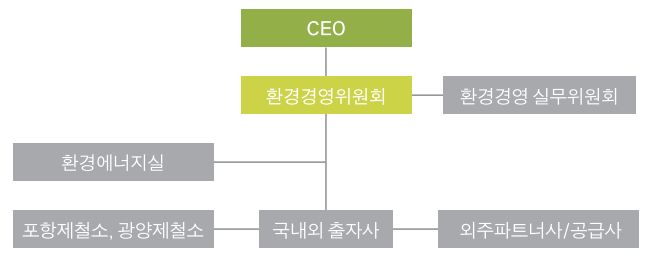 CEO
환경경영위원회
환경경영 실무위원회
환경에너지실
포항제철소, 광양제철소
국내외 출자사
외주파트너사/공급사